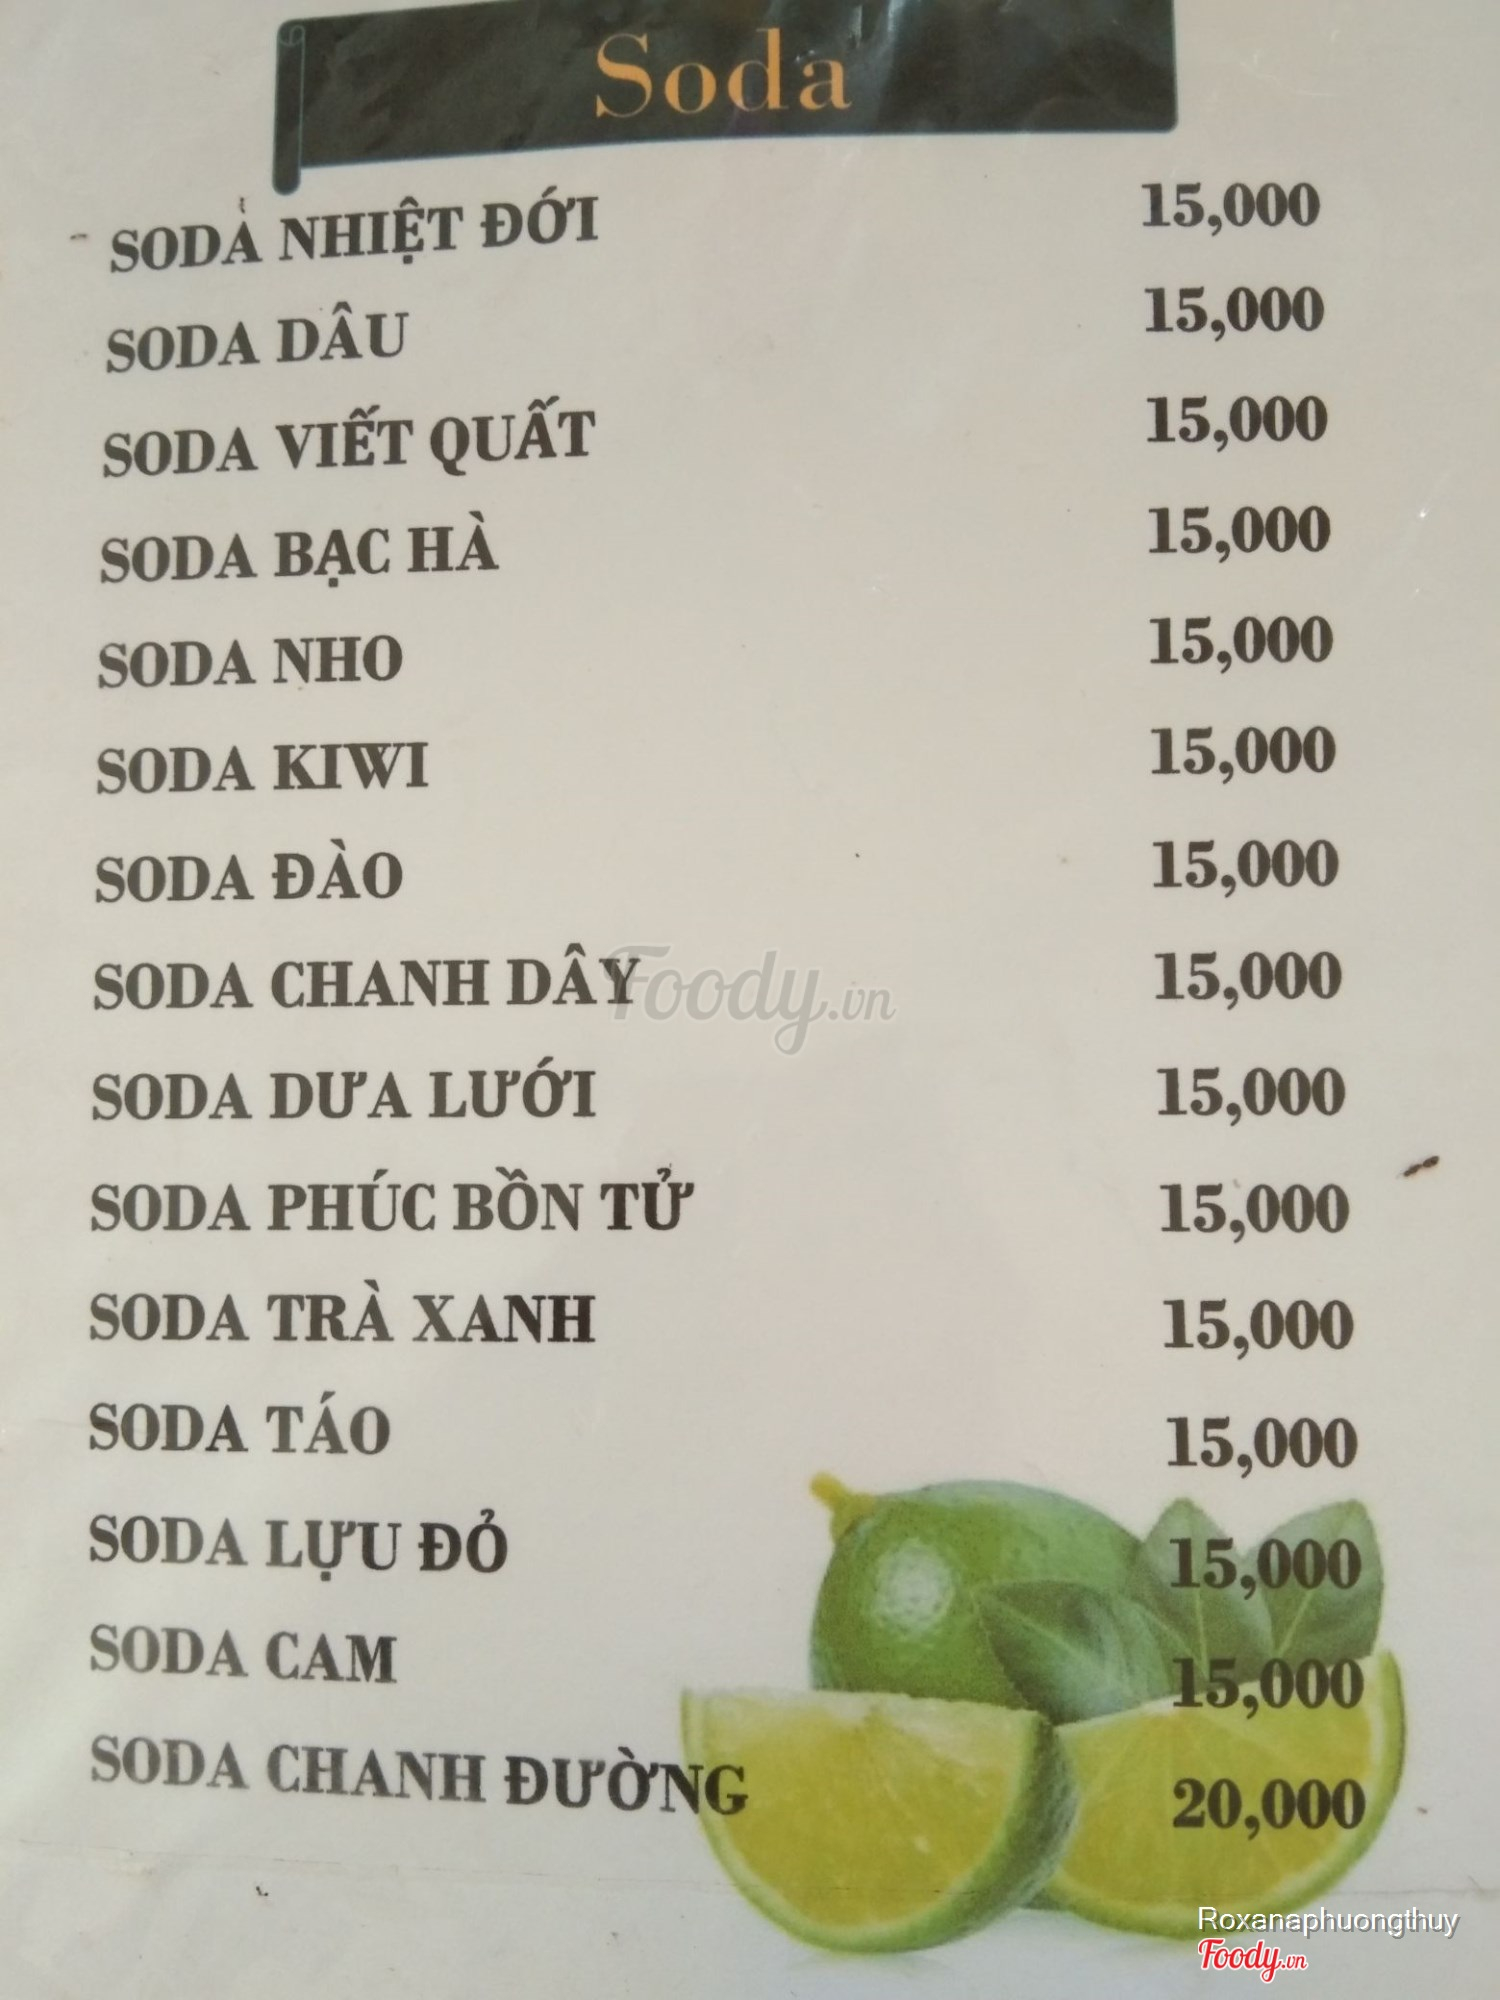 Soda
SODA NHIỆT ĐỚI 15,000
SODA DÂU 15,000
SODA VIẾT QUẤT 15,000
SODA BẠC HÀ 15,000
SODA NHO 15,000
SODA KIWI 15,000
SODA ĐÀO 15,000
SODA CHANH DÂY 15,000
Foody.vn
SODA DƯA LƯỚI 15,000
SODA PHÚC BỒN TỬ 15,000
SODA TRÀ XANH 15,000
SODA TÁO 15,000
SODA LỰU ĐỎ 15,000
SODA CAM 15,000
SODA CHANH ĐƯỜNG 20,000
Roxanaphuongthuy
Foody.vn